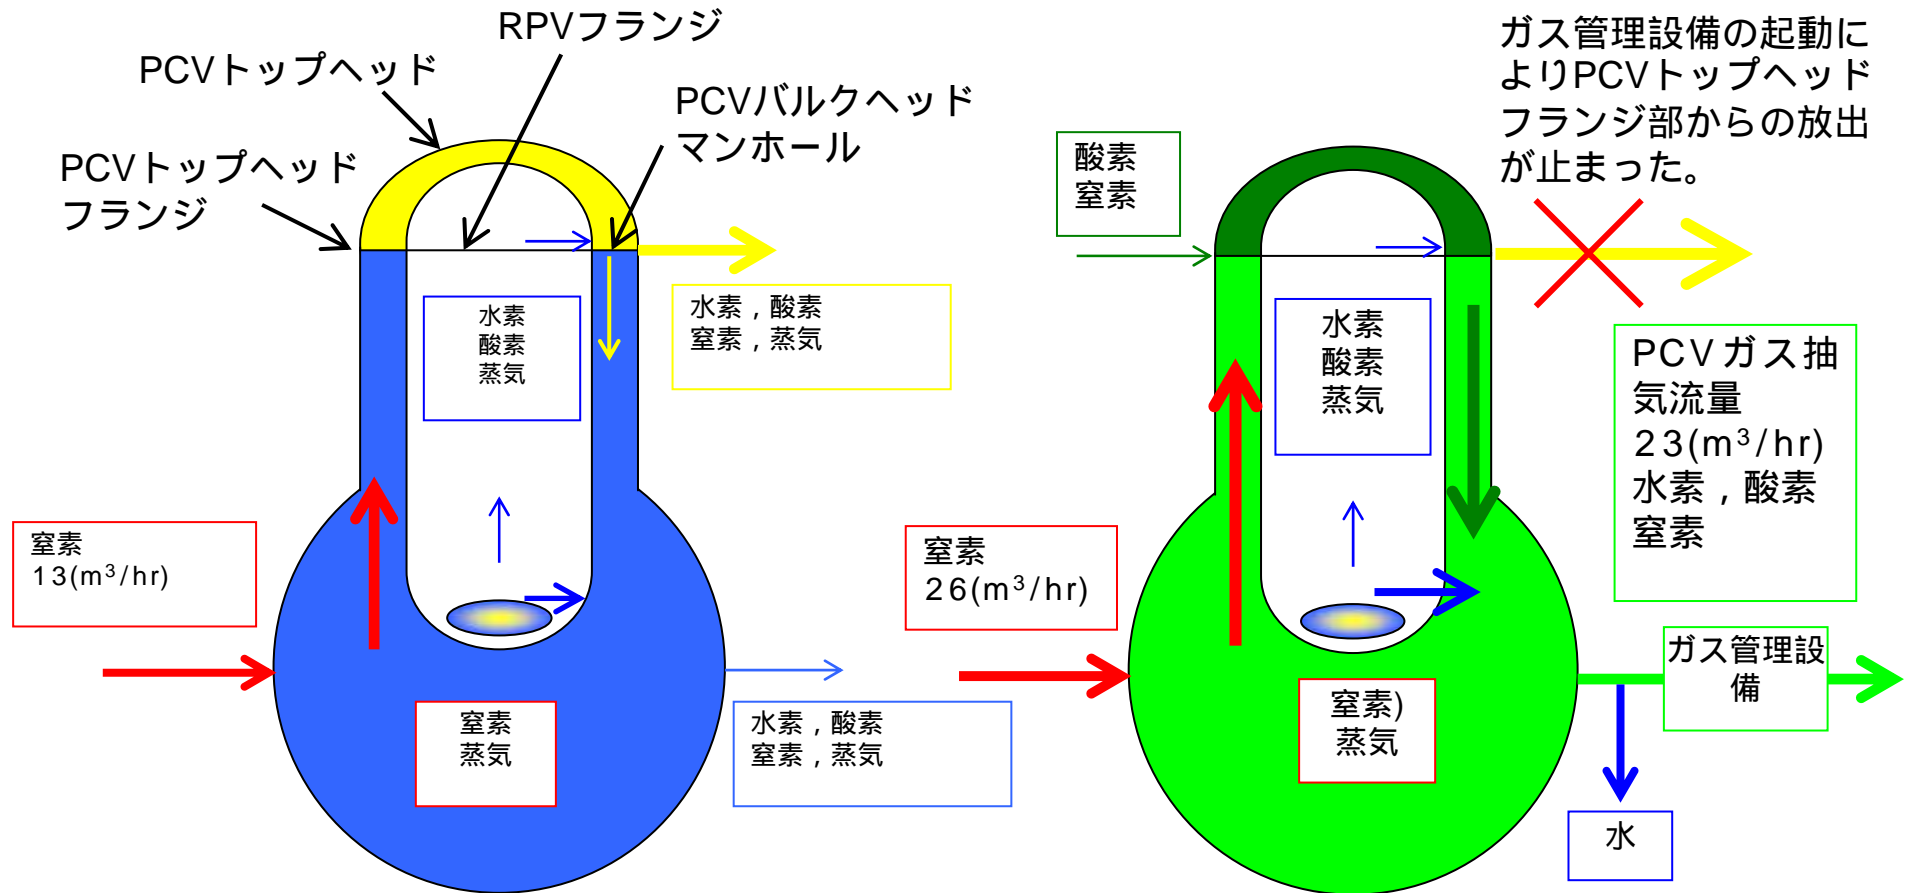 RPVフランジ
PCVトップヘッド
PCVバルクヘッド
マンホール
PCVトップヘッド
フランジ
水素
酸素
蒸気
水素，酸素
窒素，蒸気
窒素
13(m³/hr)
窒素
蒸気
水素，酸素
窒素，蒸気
ガス管理設備の起動に
よりPCVトップヘッド
フランジ部からの放出
が止まった。
酸素
窒素
水素
酸素
蒸気
PCVガス抽
気流量
23(m³/hr)
水素，酸素
窒素
窒素
26(m³/hr)
窒素)
蒸気
ガス管理設
備
水